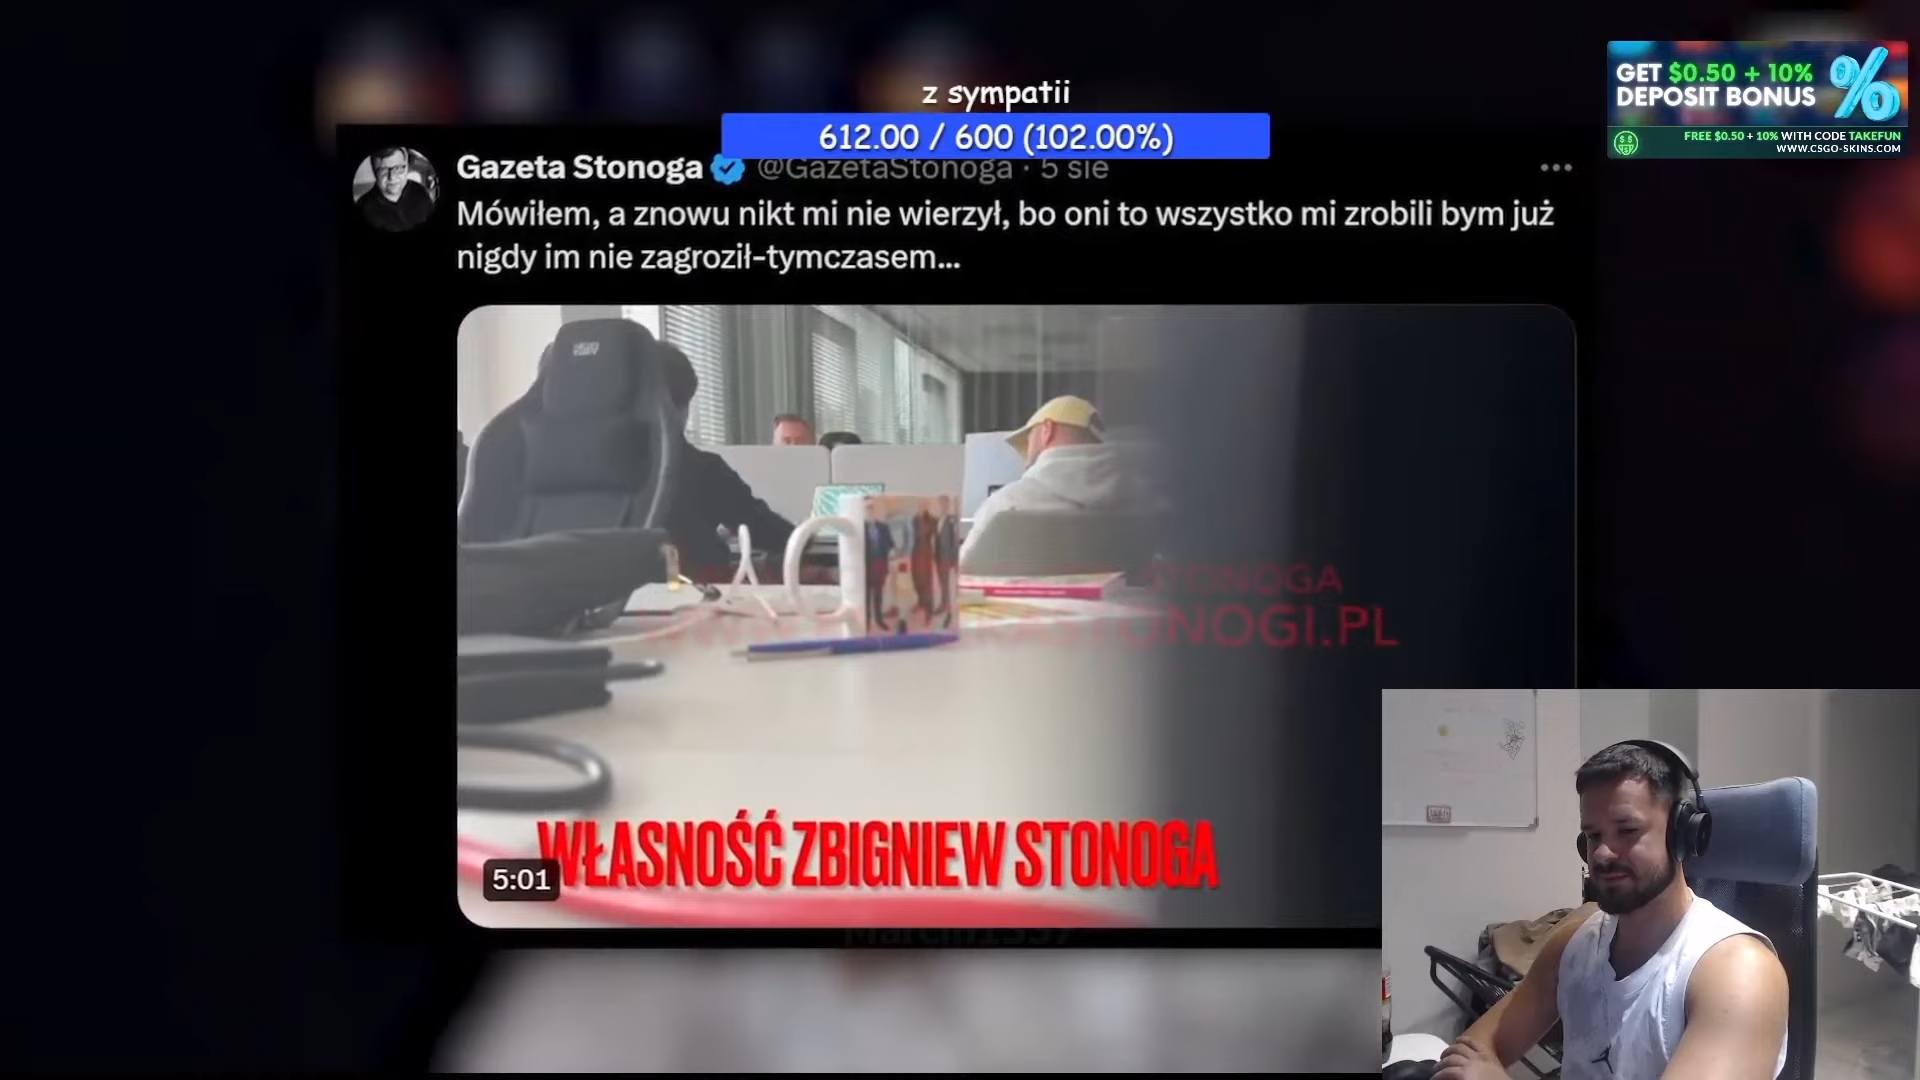 z sympatii
612.00 / 600 (102.00%)
GET $0.50 + 10%
DEPOSIT BONUS
%
FREE $0.50 + 10% WITH CODE TAKEFUN
WWW.CSGO-SKINS.COM
Gazeta Stonoga @GazetaStonoga · 5 sie
Mówiłem, a znowu nikt mi nie wierzył, bo oni to wszystko mi zrobili bym już
nigdy im nie zagroził-tymczasem...
STONOGA
STONOGI.PL
WŁASNOŚĆ ZBIGNIEW STONOGA
5:01